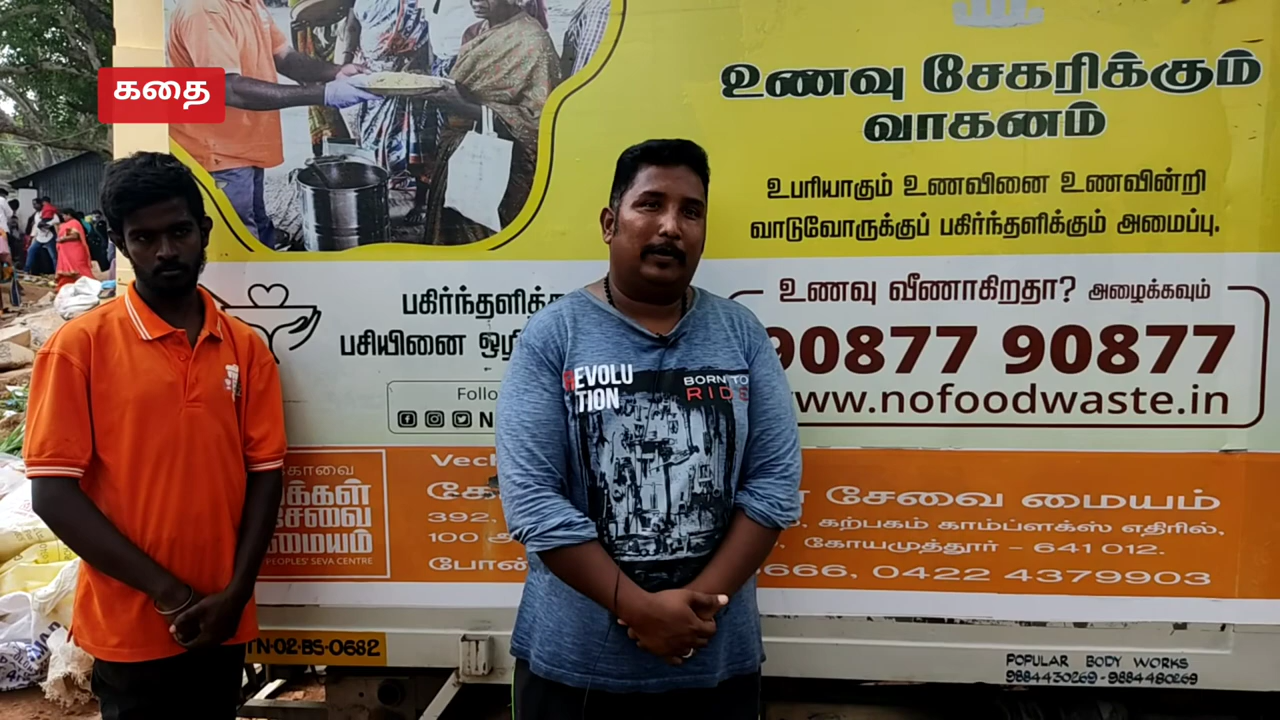 கதை
உணவு சேகரிக்கும்
வாகனம்
உபரியாகும் உணவினை உணவின்றி
வாடுவோருக்குப் பகிர்ந்தளிக்கும் அமைப்பு.
பகிர்ந்தளிக்க
பசியினை ஒழி
உணவு வீணாகிறதா? அழைக்கவும்
90877 90877
www.nofoodwaste.in
Follo
N
கோவை
மக்கள்
சேவை
மையம்
PEOPLES' SEVA CENTRE
சேவை மையம்
392,
கற்பகம் காம்ப்ளக்ஸ் எதிரில்,
100
கோயமுத்தூர் - 641 012.
போன்
6666, 0422 4379903
TN-02-BS-0682
POPULAR BODY WORKS
9884430269-9884480269
EVOLU
TION
BORN TO
RIDE